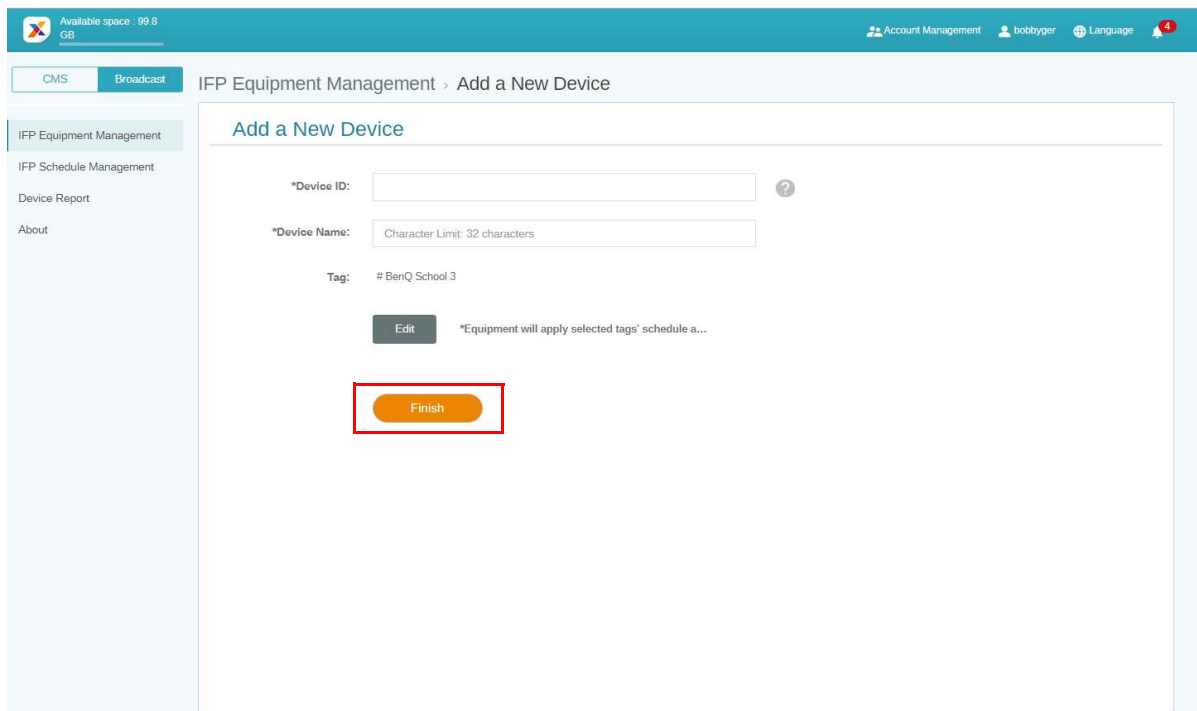 Available space : 99.8
GB
Account Management
bobbyger
Language
4
CMS
Broadcast
IFP Equipment Management › Add a New Device
IFP Equipment Management
IFP Schedule Management
Device Report
About
Add a New Device
*Device ID:
?
*Device Name:
Character Limit: 32 characters
Tag:
# BenQ School 3
Edit
*Equipment will apply selected tags' schedule a...
Finish